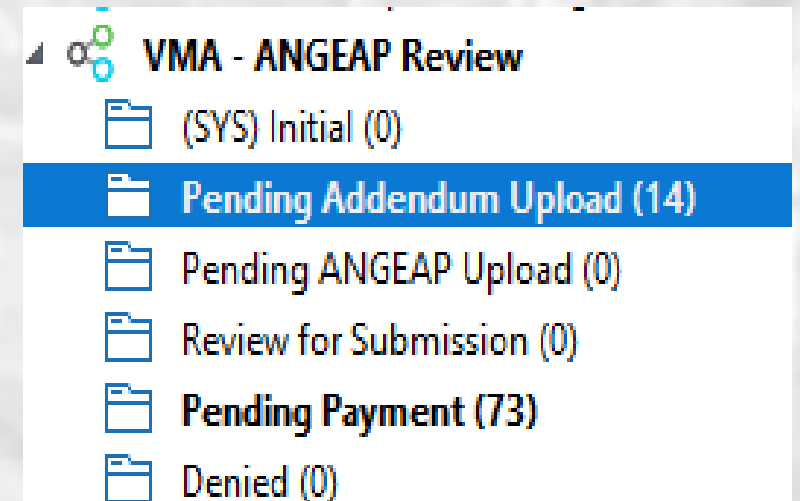 VMA - ANGEAP Review
(SYS) Initial (0)
Pending Addendum Upload (14)
Pending ANGEAP Upload (0)
Review for Submission (0)
Pending Payment (73)
Denied (0)